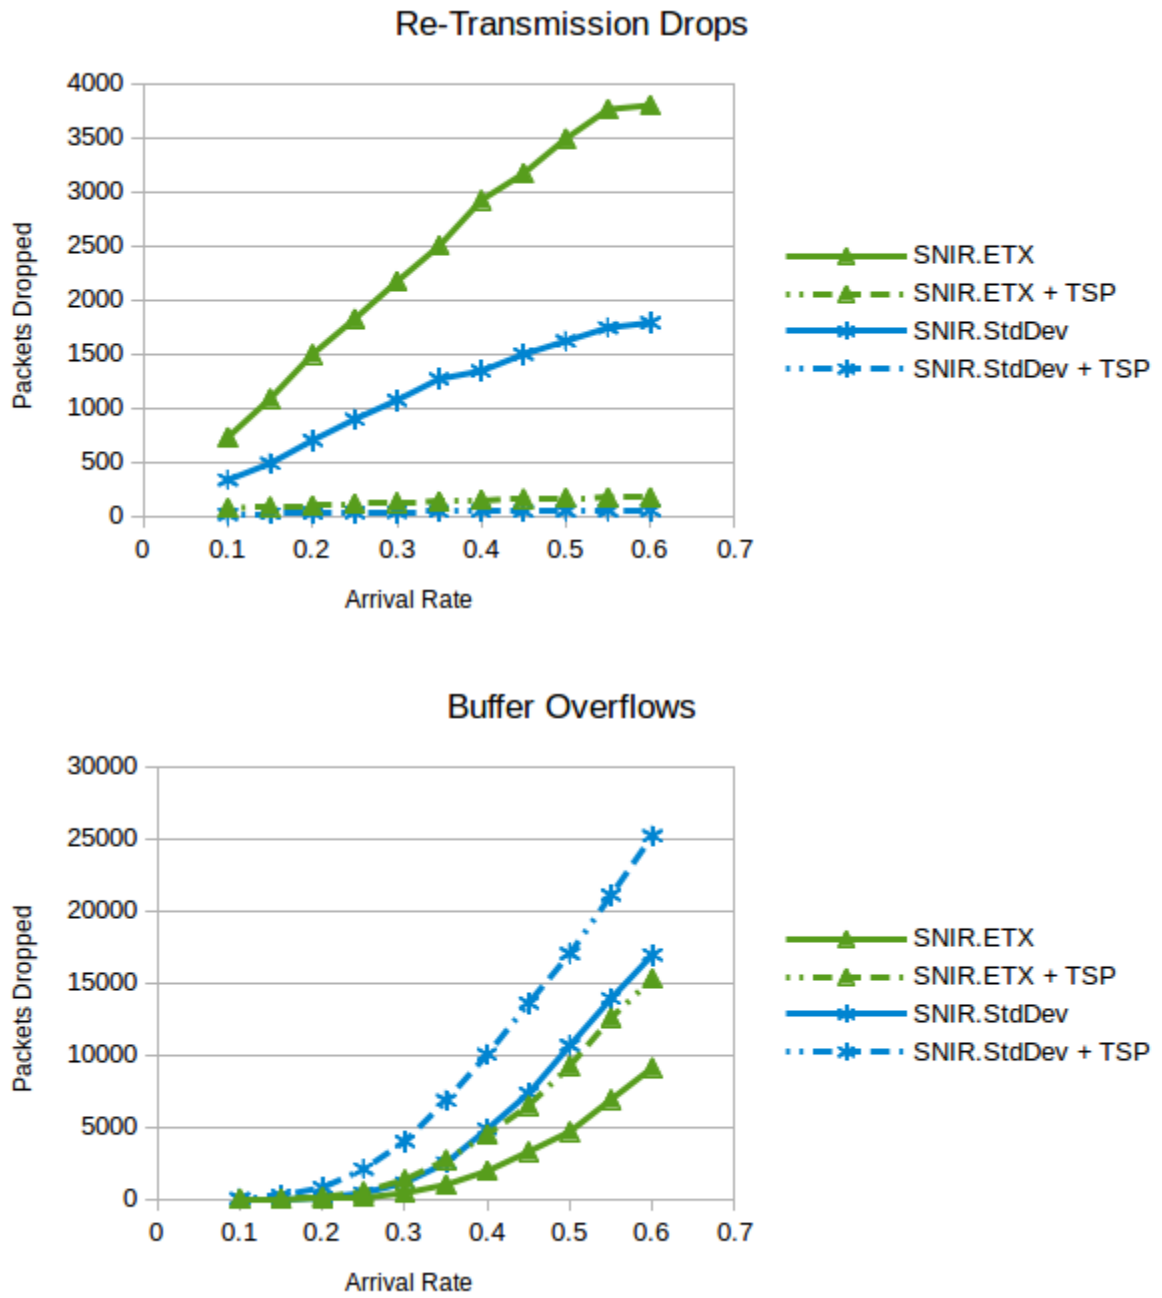 Re-Transmission Drops
4000
3500
3000
2500
2000
1500
1000
500
0
Packets Dropped
0 0.1 0.2 0.3 0.4 0.5 0.6 0.7
Arrival Rate
SNIR.ETX
SNIR.ETX + TSP
SNIR.StdDev
SNIR.StdDev + TSP
Buffer Overflows
30000
25000
20000
15000
10000
5000
0
Packets Dropped
0 0.1 0.2 0.3 0.4 0.5 0.6 0.7
Arrival Rate
SNIR.ETX
SNIR.ETX + TSP
SNIR.StdDev
SNIR.StdDev + TSP